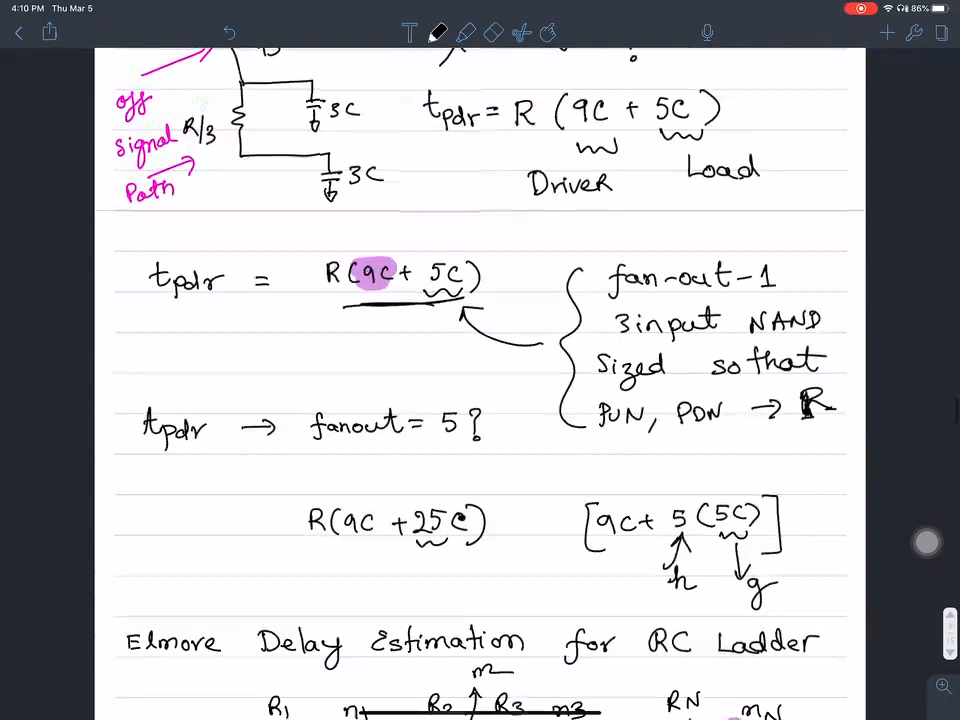 4:10 PM Thu Mar 5
86%
T
3C
off
Signal
Path
R/3
3C
tpdr = R (9C + 5C)
Driver
Load
tpdr = R(9C + 5C)
fan-out-1
3input NAND
Sized so that
PUN, PDN → R
tpdr → fanout = 5?
R(9C + 25C)
[9C + 5(5C)]
h
g
Elmore Delay Estimation for RC Ladder
m
R1
n1
R2
R3
n3
RN